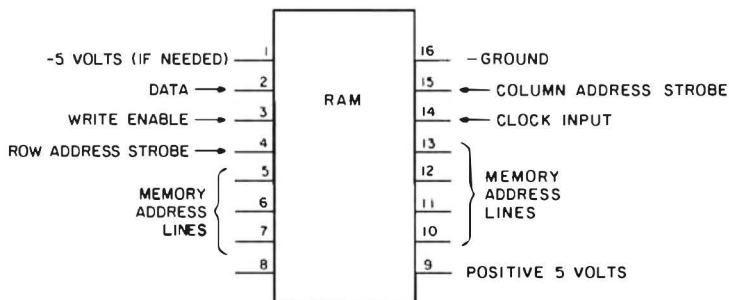 -5 VOLTS (IF NEEDED)
1
16
-GROUND
DATA
2
15
COLUMN ADDRESS STROBE
RAM
WRITE ENABLE
3
14
CLOCK INPUT
ROW ADDRESS STROBE
4
13
5
12
MEMORY
ADDRESS
LINES
MEMORY
ADDRESS
LINES
6
11
7
10
8
9
POSITIVE 5 VOLTS